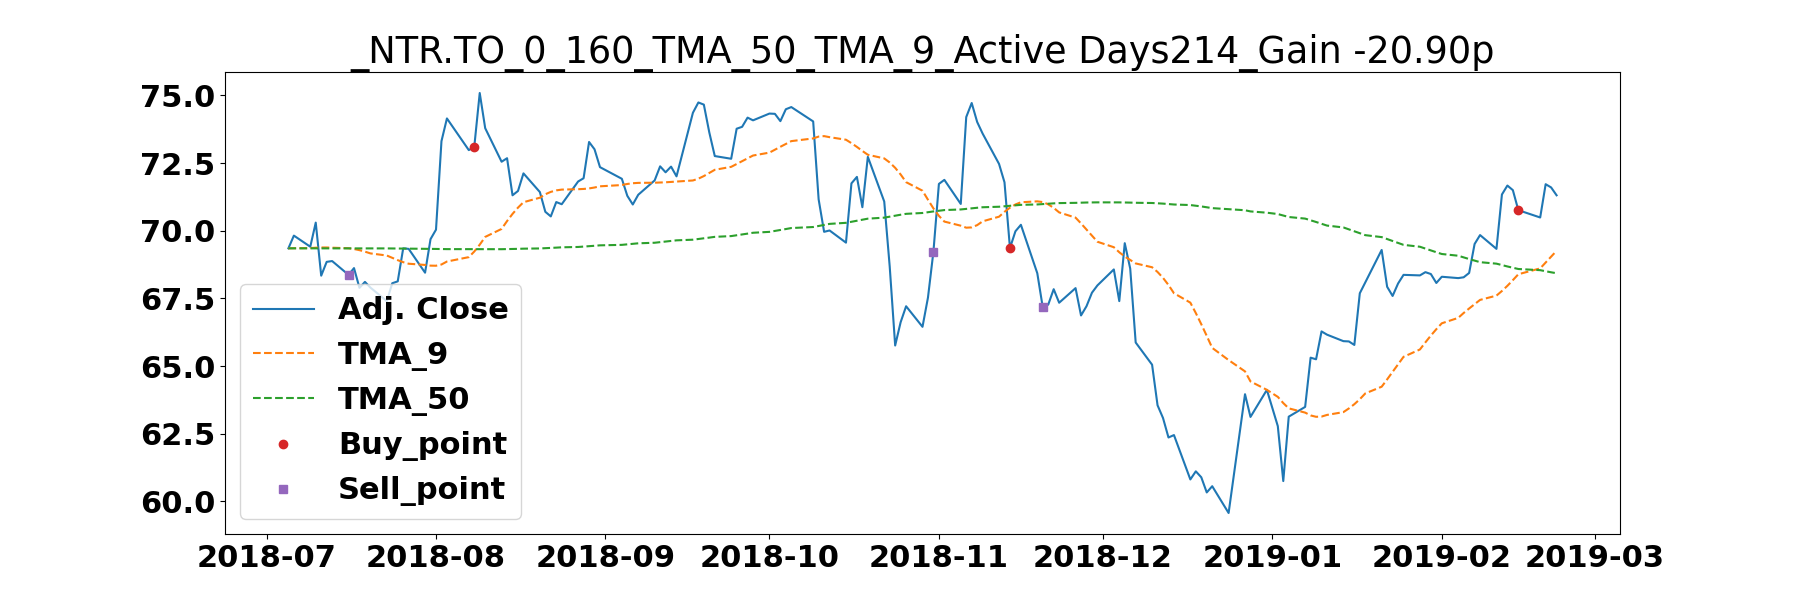 _NTR.TO_0_160_TMA_50_TMA_9_Active Days214_Gain -20.90p
75.0
72.5
70.0
67.5
65.0
62.5
60.0
Adj. Close
TMA_9
TMA_50
Buy_point
Sell_point
2018-07 2018-08 2018-09 2018-10 2018-11 2018-12 2019-01 2019-02 2019-03